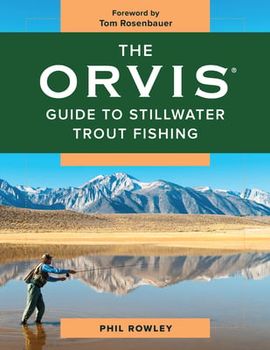 Foreword by
Tom Rosenbauer
THE
ORVIS®
GUIDE TO STILLWATER
TROUT FISHING
PHIL ROWLEY